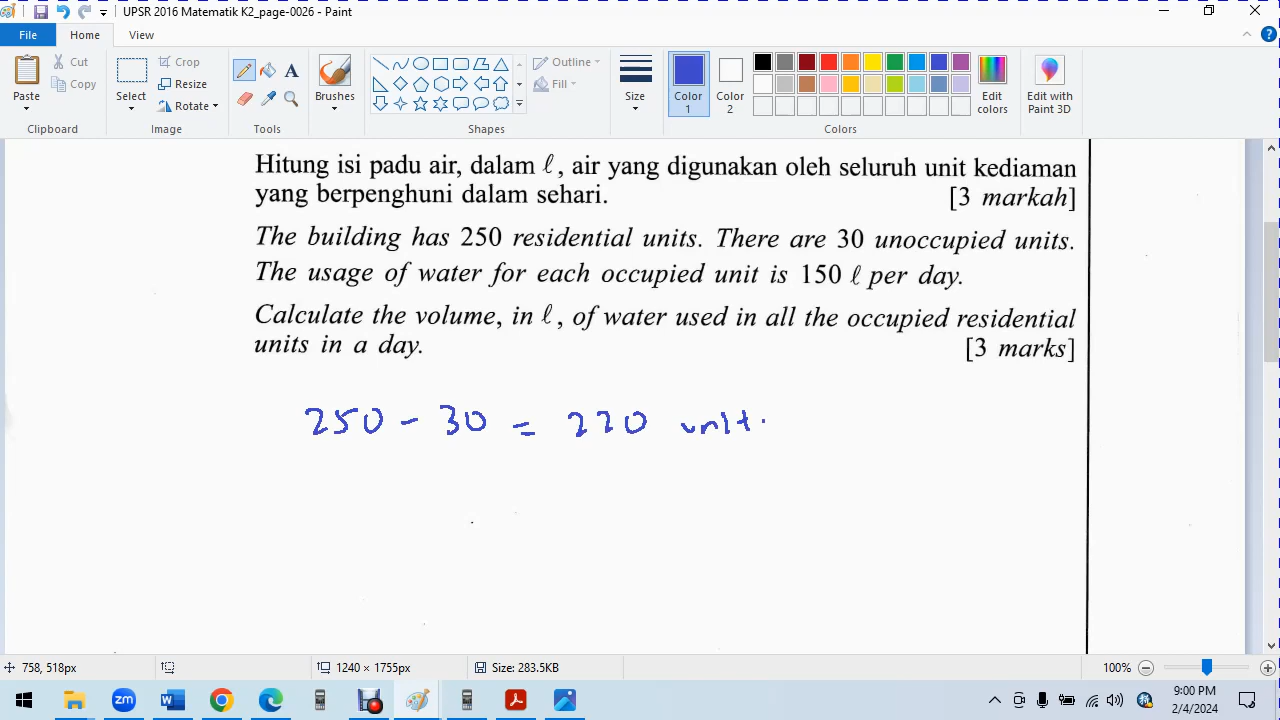 UPSR 2016 Matematik K2_page-0026 - Paint
File Home View
Paste Cut Copy Select Crop Resize Rotate Brushes Size Outline Fill Color 1 Color 2 Edit colors Edit with Paint 3D
Clipboard Image Tools Shapes Colors
Hitung isi padu air, dalam ℓ, air yang digunakan oleh seluruh unit kediaman
yang berpenghuni dalam sehari. [3 markah]
The building has 250 residential units. There are 30 unoccupied units.
The usage of water for each occupied unit is 150 ℓ per day.
Calculate the volume, in ℓ, of water used in all the occupied residential
units in a day. [3 marks]
250 - 30 = 220 unit.
758, 518px 1240 × 1755px Size: 283.5KB 100%
9:00 PM
2/4/2024